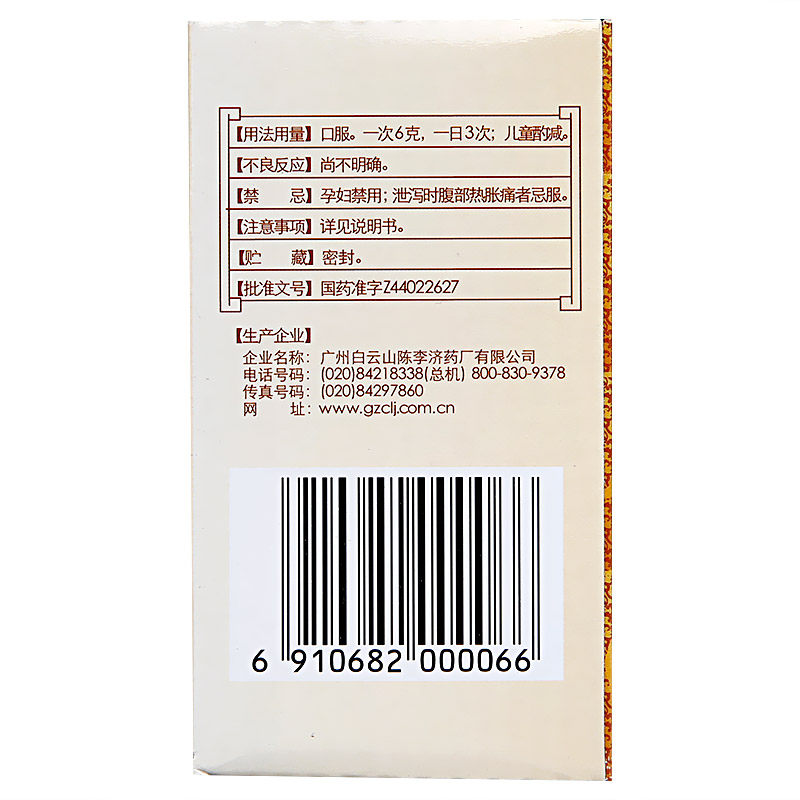 【用法用量】口服。一次6克，一日3次；儿童酌减。
【不良反应】尚不明确。
【禁　　忌】孕妇禁用；泄泻时腹部热胀痛者忌服。
【注意事项】详见说明书。
【贮　　藏】密封。
【批准文号】国药准字Z44022627
【生产企业】
企业名称：广州白云山陈李济药厂有限公司
电话号码：(020)84218338(总机) 800-830-9378
传真号码：(020)84297860
网　　址：www.gzclj.com.cn
6 910682 000066